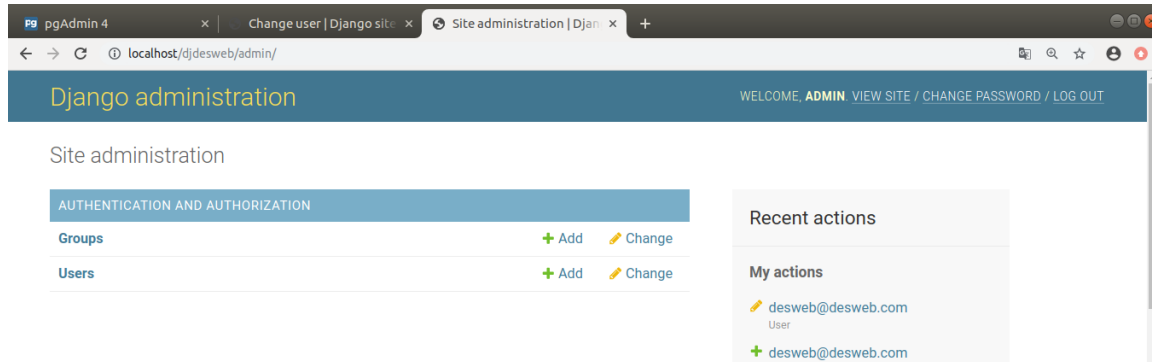 pgAdmin 4
Change user | Django site
Site administration | Djan
localhost/djdesweb/admin/
Django administration
WELCOME, ADMIN. VIEW SITE / CHANGE PASSWORD / LOG OUT
Site administration
AUTHENTICATION AND AUTHORIZATION
Groups
Add
Change
Users
Add
Change
Recent actions
My actions
desweb@desweb.com
User
desweb@desweb.com